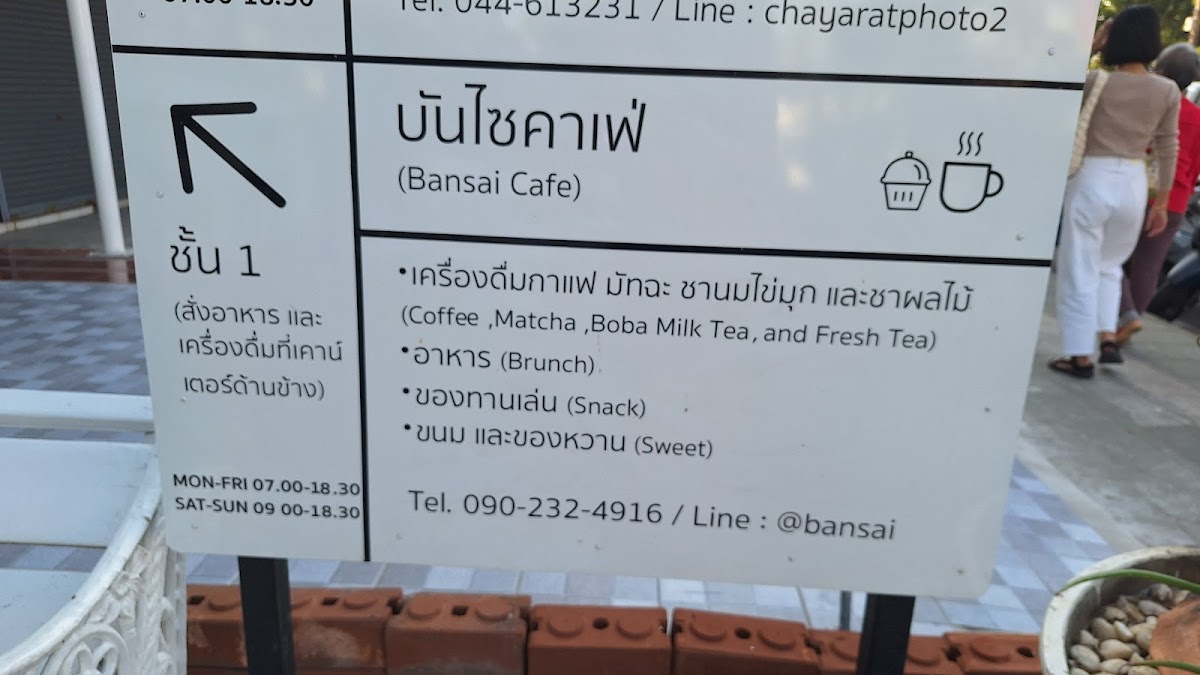 07.00-18.30
Tel. 044-613231 / Line : chayaratphoto2
บันไซคาเฟ่
(Bansai Cafe)
ชั้น 1
(สั่งอาหาร และ
เครื่องดื่มที่เคาน์
เตอร์ด้านข้าง)
MON-FRI 07.00-18.30
SAT-SUN 09 00-18.30
•เครื่องดื่มกาแฟ มัทฉะ ชานมไข่มุก และชาผลไม้
(Coffee ,Matcha ,Boba Milk Tea, and Fresh Tea)
•อาหาร (Brunch)
•ของทานเล่น (Snack)
•ขนม และของหวาน (Sweet)
Tel. 090-232-4916 / Line : @bansai